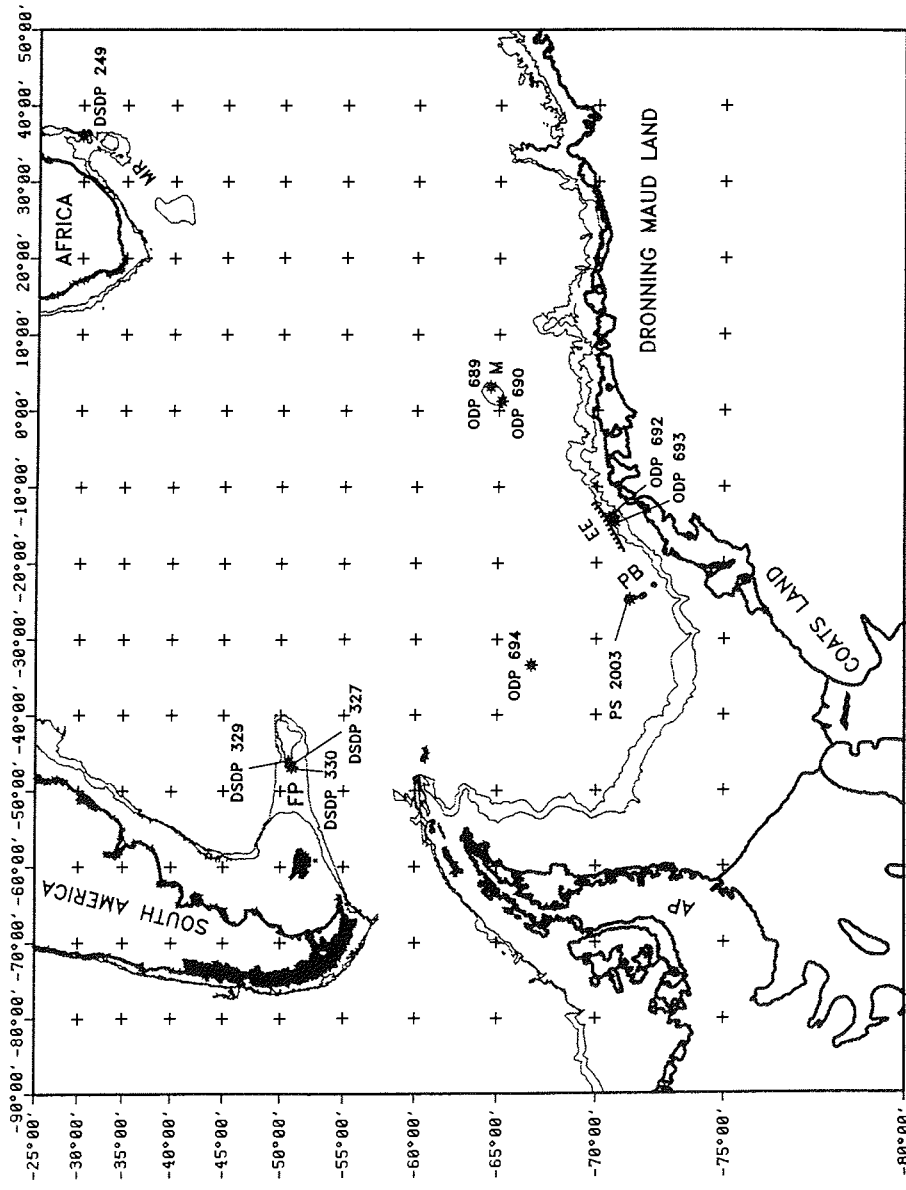 -90°00'
-80°00'
-70°00'
-60°00'
-50°00'
-40°00'
-30°00'
-20°00'
-10°00'
0°00'
10°00'
20°00'
30°00'
40°00'
50°00'
-25°00'
-30°00'
-35°00'
-40°00'
-45°00'
-50°00'
-55°00'
-60°00'
-65°00'
-70°00'
-75°00'
-80°00'
AFRICA
DSDP 249
MR
SOUTH AMERICA
DSDP 329
FP
DSDP 330
DSDP 327
ODP 689
M
ODP 690
ODP 694
EE
ODP 692
ODP 693
PB
PS 2003
DRONNING MAUD LAND
COATS LAND
AP